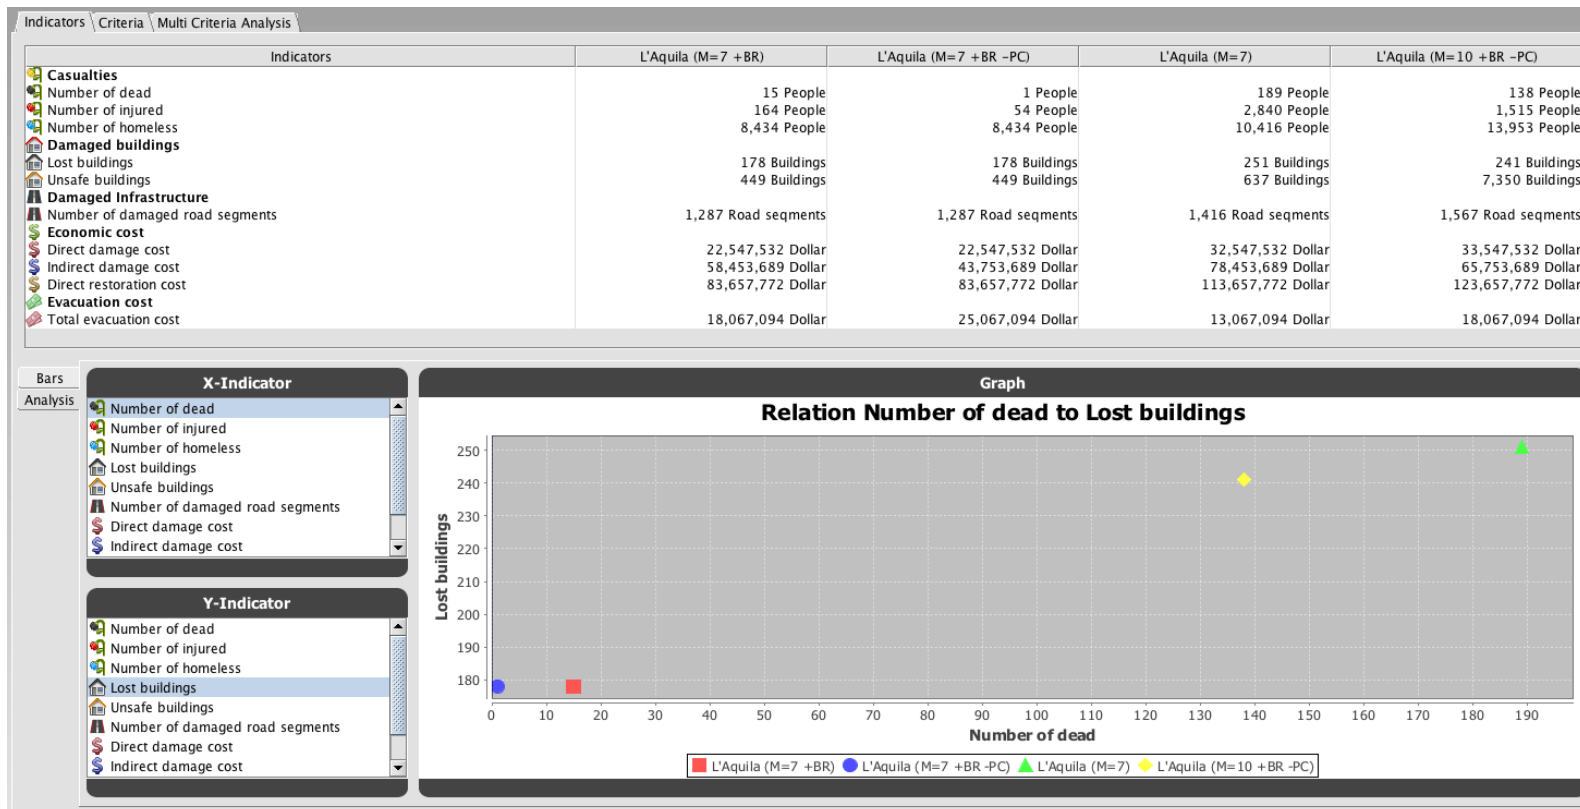 Indicators Criteria Multi Criteria Analysis
Indicators L'Aquila (M=7 +BR) L'Aquila (M=7 +BR -PC) L'Aquila (M=7) L'Aquila (M=10 +BR -PC)
Casualties
Number of dead 15 People 1 People 189 People 138 People
Number of injured 164 People 54 People 2,840 People 1,515 People
Number of homeless 8,434 People 8,434 People 10,416 People 13,953 People
Damaged buildings
Lost buildings 178 Buildings 178 Buildings 251 Buildings 241 Buildings
Unsafe buildings 449 Buildings 449 Buildings 637 Buildings 7,350 Buildings
Damaged Infrastructure
Number of damaged road segments 1,287 Road segments 1,287 Road segments 1,416 Road segments 1,567 Road segments
Economic cost
Direct damage cost 22,547,532 Dollar 22,547,532 Dollar 32,547,532 Dollar 33,547,532 Dollar
Indirect damage cost 58,453,689 Dollar 43,753,689 Dollar 78,453,689 Dollar 65,753,689 Dollar
Direct restoration cost 83,657,772 Dollar 83,657,772 Dollar 113,657,772 Dollar 123,657,772 Dollar
Evacuation cost
Total evacuation cost 18,067,094 Dollar 25,067,094 Dollar 13,067,094 Dollar 18,067,094 Dollar
Bars
Analysis
X-Indicator
Number of dead
Number of injured
Number of homeless
Lost buildings
Unsafe buildings
Number of damaged road segments
Direct damage cost
Indirect damage cost
Y-Indicator
Number of dead
Number of injured
Number of homeless
Lost buildings
Unsafe buildings
Number of damaged road segments
Direct damage cost
Indirect damage cost
Graph
Relation Number of dead to Lost buildings
Lost buildings
250
240
230
220
210
200
190
180
0 10 20 30 40 50 60 70 80 90 100 110 120 130 140 150 160 170 180 190
Number of dead
L'Aquila (M=7 +BR) L'Aquila (M=7 +BR -PC) L'Aquila (M=7) L'Aquila (M=10 +BR -PC)